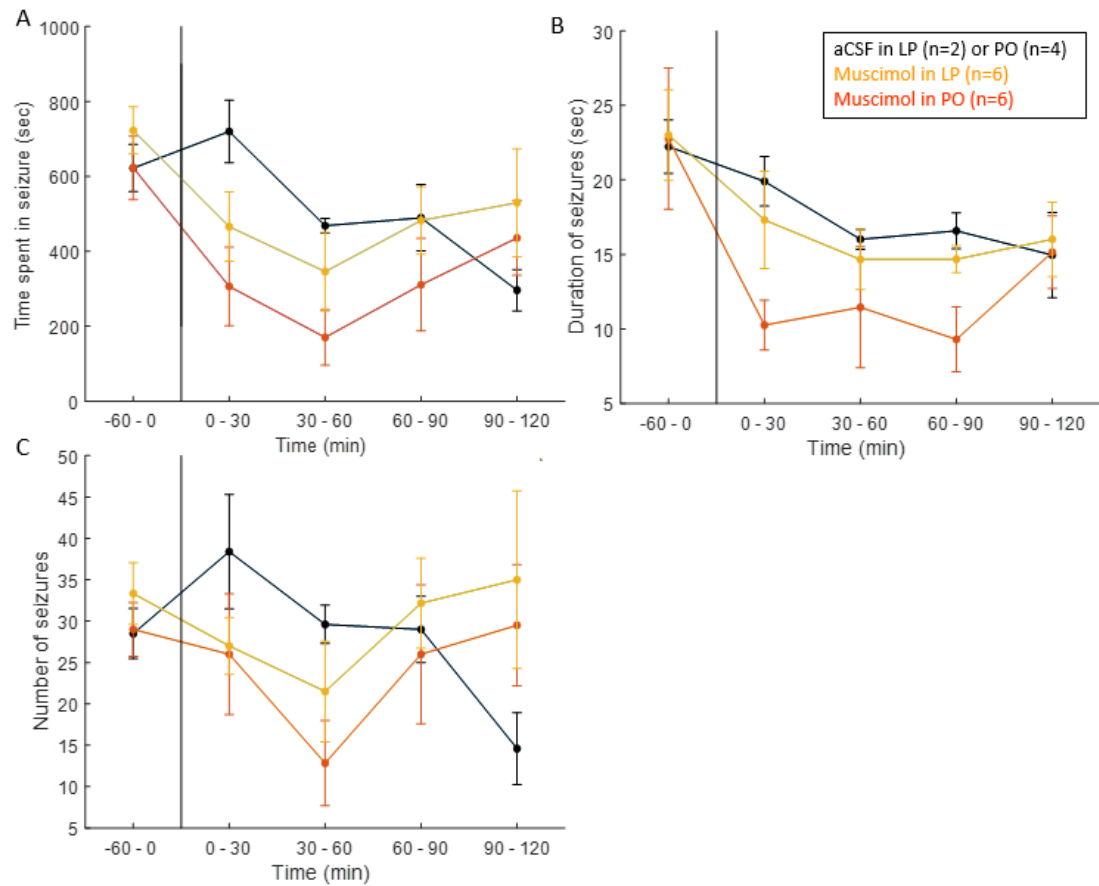 A
Time spent in seizure (sec)
1000
800
600
400
200
0
-60 - 0 0 - 30 30 - 60 60 - 90 90 - 120
Time (min)
B
Duration of seizures (sec)
30
25
20
15
10
5
-60 - 0 0 - 30 30 - 60 60 - 90 90 - 120
Time (min)
aCSF in LP (n=2) or PO (n=4)
Muscimol in LP (n=6)
Muscimol in PO (n=6)
C
Number of seizures
50
45
40
35
30
25
20
15
10
5
-60 - 0 0 - 30 30 - 60 60 - 90 90 - 120
Time (min)